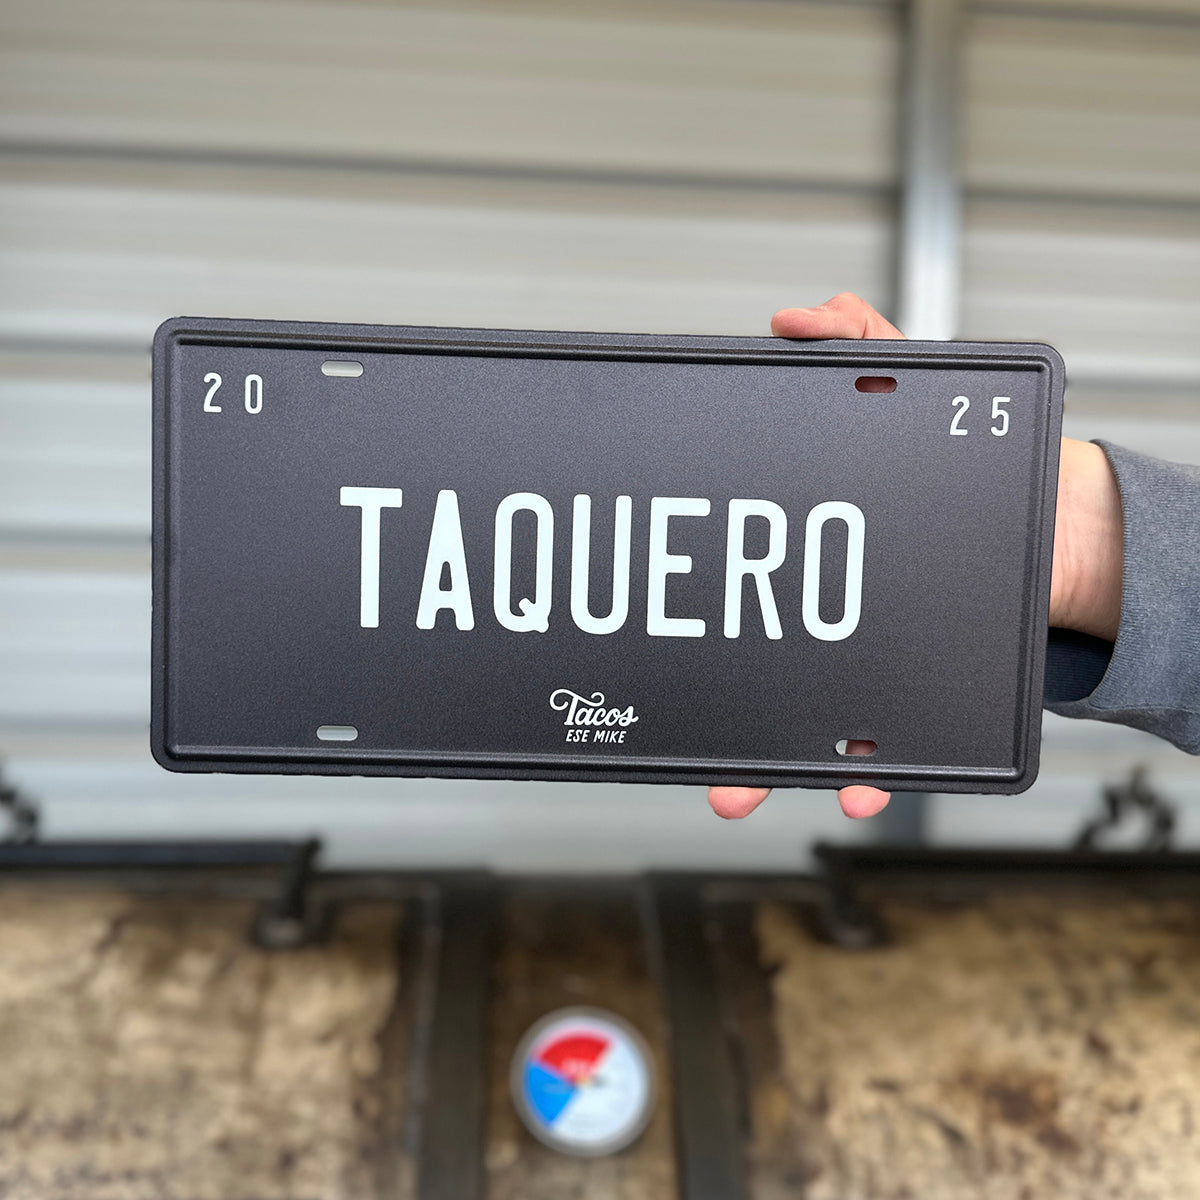 20 25
TAQUERO
Tacos
ESE MIKE